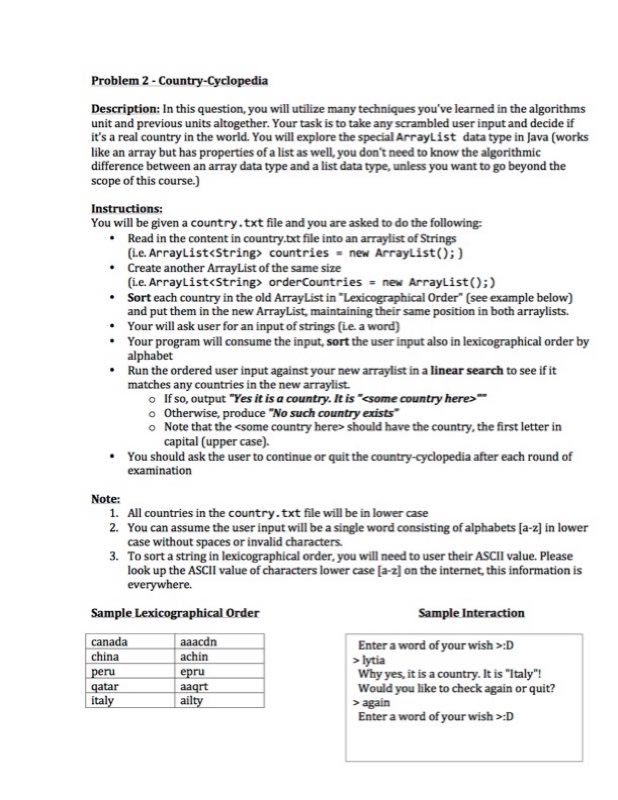 Problem 2 - Country-Cyclopedia
Description: In this question, you will utilize many techniques you've learned in the algorithms
unit and previous units altogether. Your task is to take any scrambled user input and decide if
it's a real country in the world. You will explore the special ArrayList data type in Java (works
like an array but has properties of a list as well, you don't need to know the algorithmic
difference between an array data type and a list data type, unless you want to go beyond the
scope of this course.)
Instructions:
You will be given a country.txt file and you are asked to do the following:
• Read in the content in country.txt file into an arraylist of Strings
(i.e. ArrayList<String> countries = new ArrayList(); )
• Create another ArrayList of the same size
(i.e. ArrayList<String> orderCountries = new ArrayList();)
• Sort each country in the old ArrayList in "Lexicographical Order" (see example below)
and put them in the new ArrayList, maintaining their same position in both arraylists.
• Your will ask user for an input of strings (i.e. a word)
• Your program will consume the input, sort the user input also in lexicographical order by
alphabet
• Run the ordered user input against your new arraylist in a linear search to see if it
matches any countries in the new arraylist.
o If so, output "Yes it is a country. It is "<some country here>""
o Otherwise, produce "No such country exists"
o Note that the <some country here> should have the country, the first letter in
capital (upper case).
• You should ask the user to continue or quit the country-cyclopedia after each round of
examination
Note:
1. All countries in the country.txt file will be in lower case
2. You can assume the user input will be a single word consisting of alphabets [a-z] in lower
case without spaces or invalid characters.
3. To sort a string in lexicographical order, you will need to user their ASCII value. Please
look up the ASCII value of characters lower case [a-z] on the internet, this information is
everywhere.
Sample Lexicographical Order
canada aaacdn
china achin
peru epru
qatar aaqrt
italy ailty
Sample Interaction
Enter a word of your wish >:D
> lytia
Why yes, it is a country. It is "Italy"!
Would you like to check again or quit?
> again
Enter a word of your wish >:D